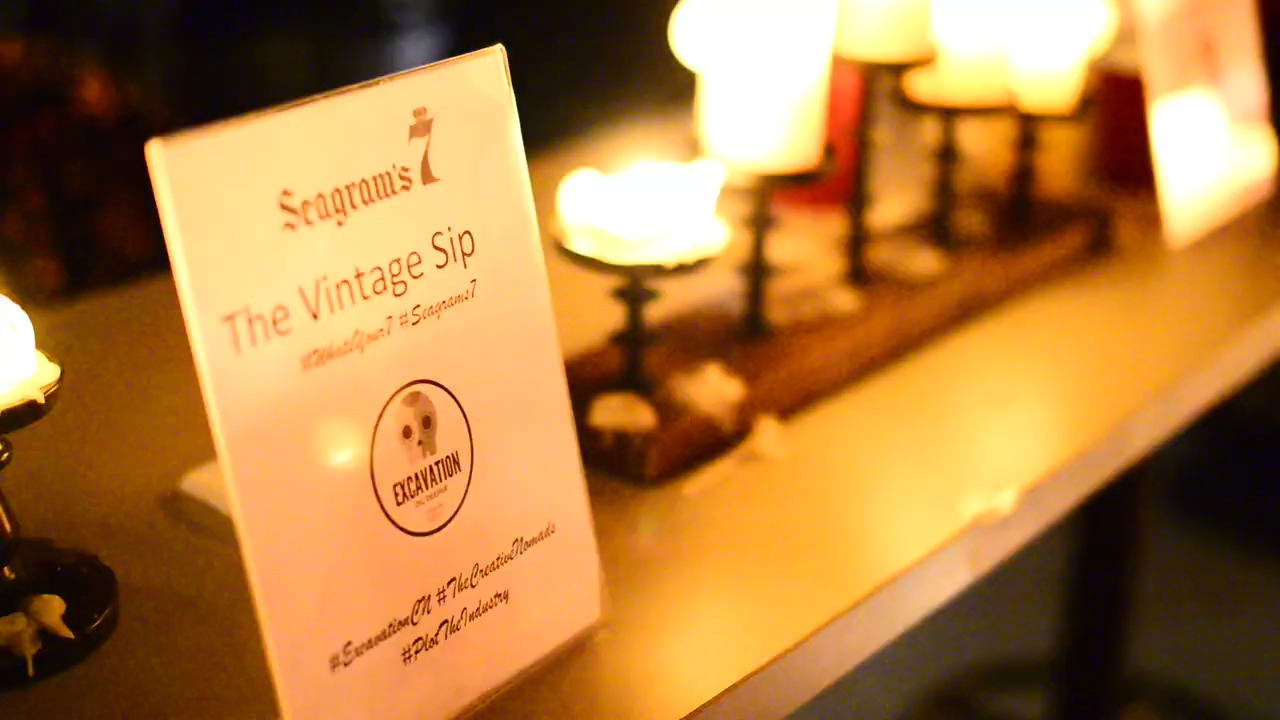 Seagram's 7
The Vintage Sip
#WhatsYour7 #Seagrams7
EXCAVATION
#ExcavationCN #TheCreativeNomads
#PlotTheIndustry